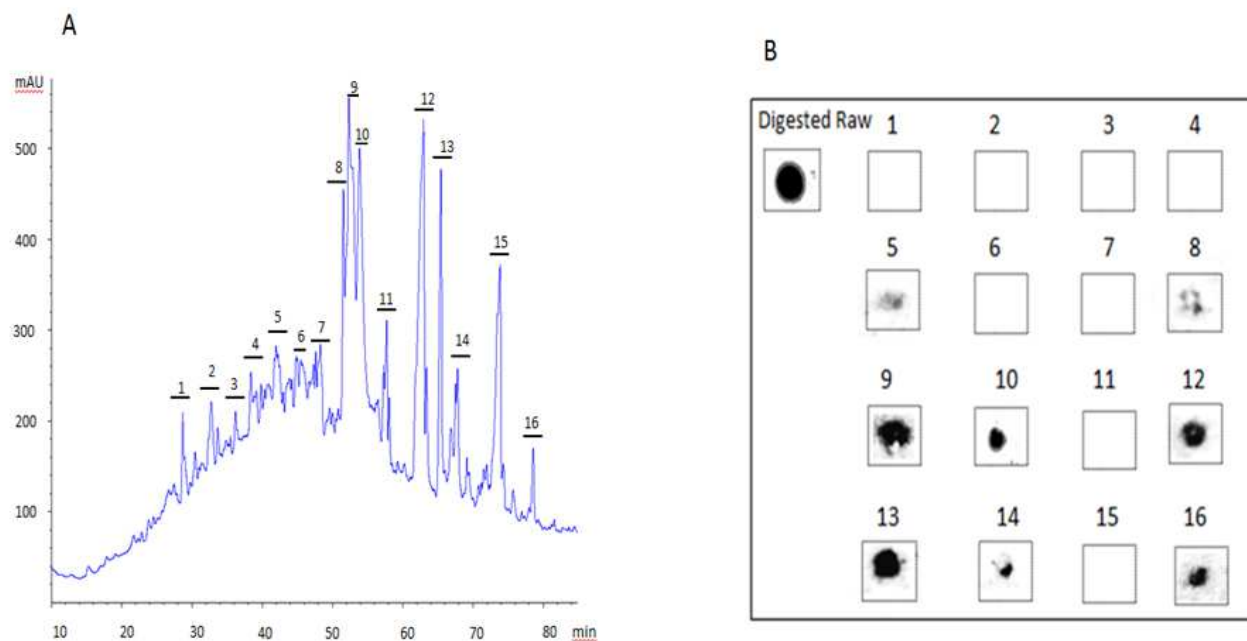 A
B
mAU
500
400
300
200
100
10 20 30 40 50 60 70 80 min
1 2 3 4 5 6 7 8 9 10 11 12 13 14 15 16
Digested Raw 1 2 3 4
5 6 7 8
9 10 11 12
13 14 15 16